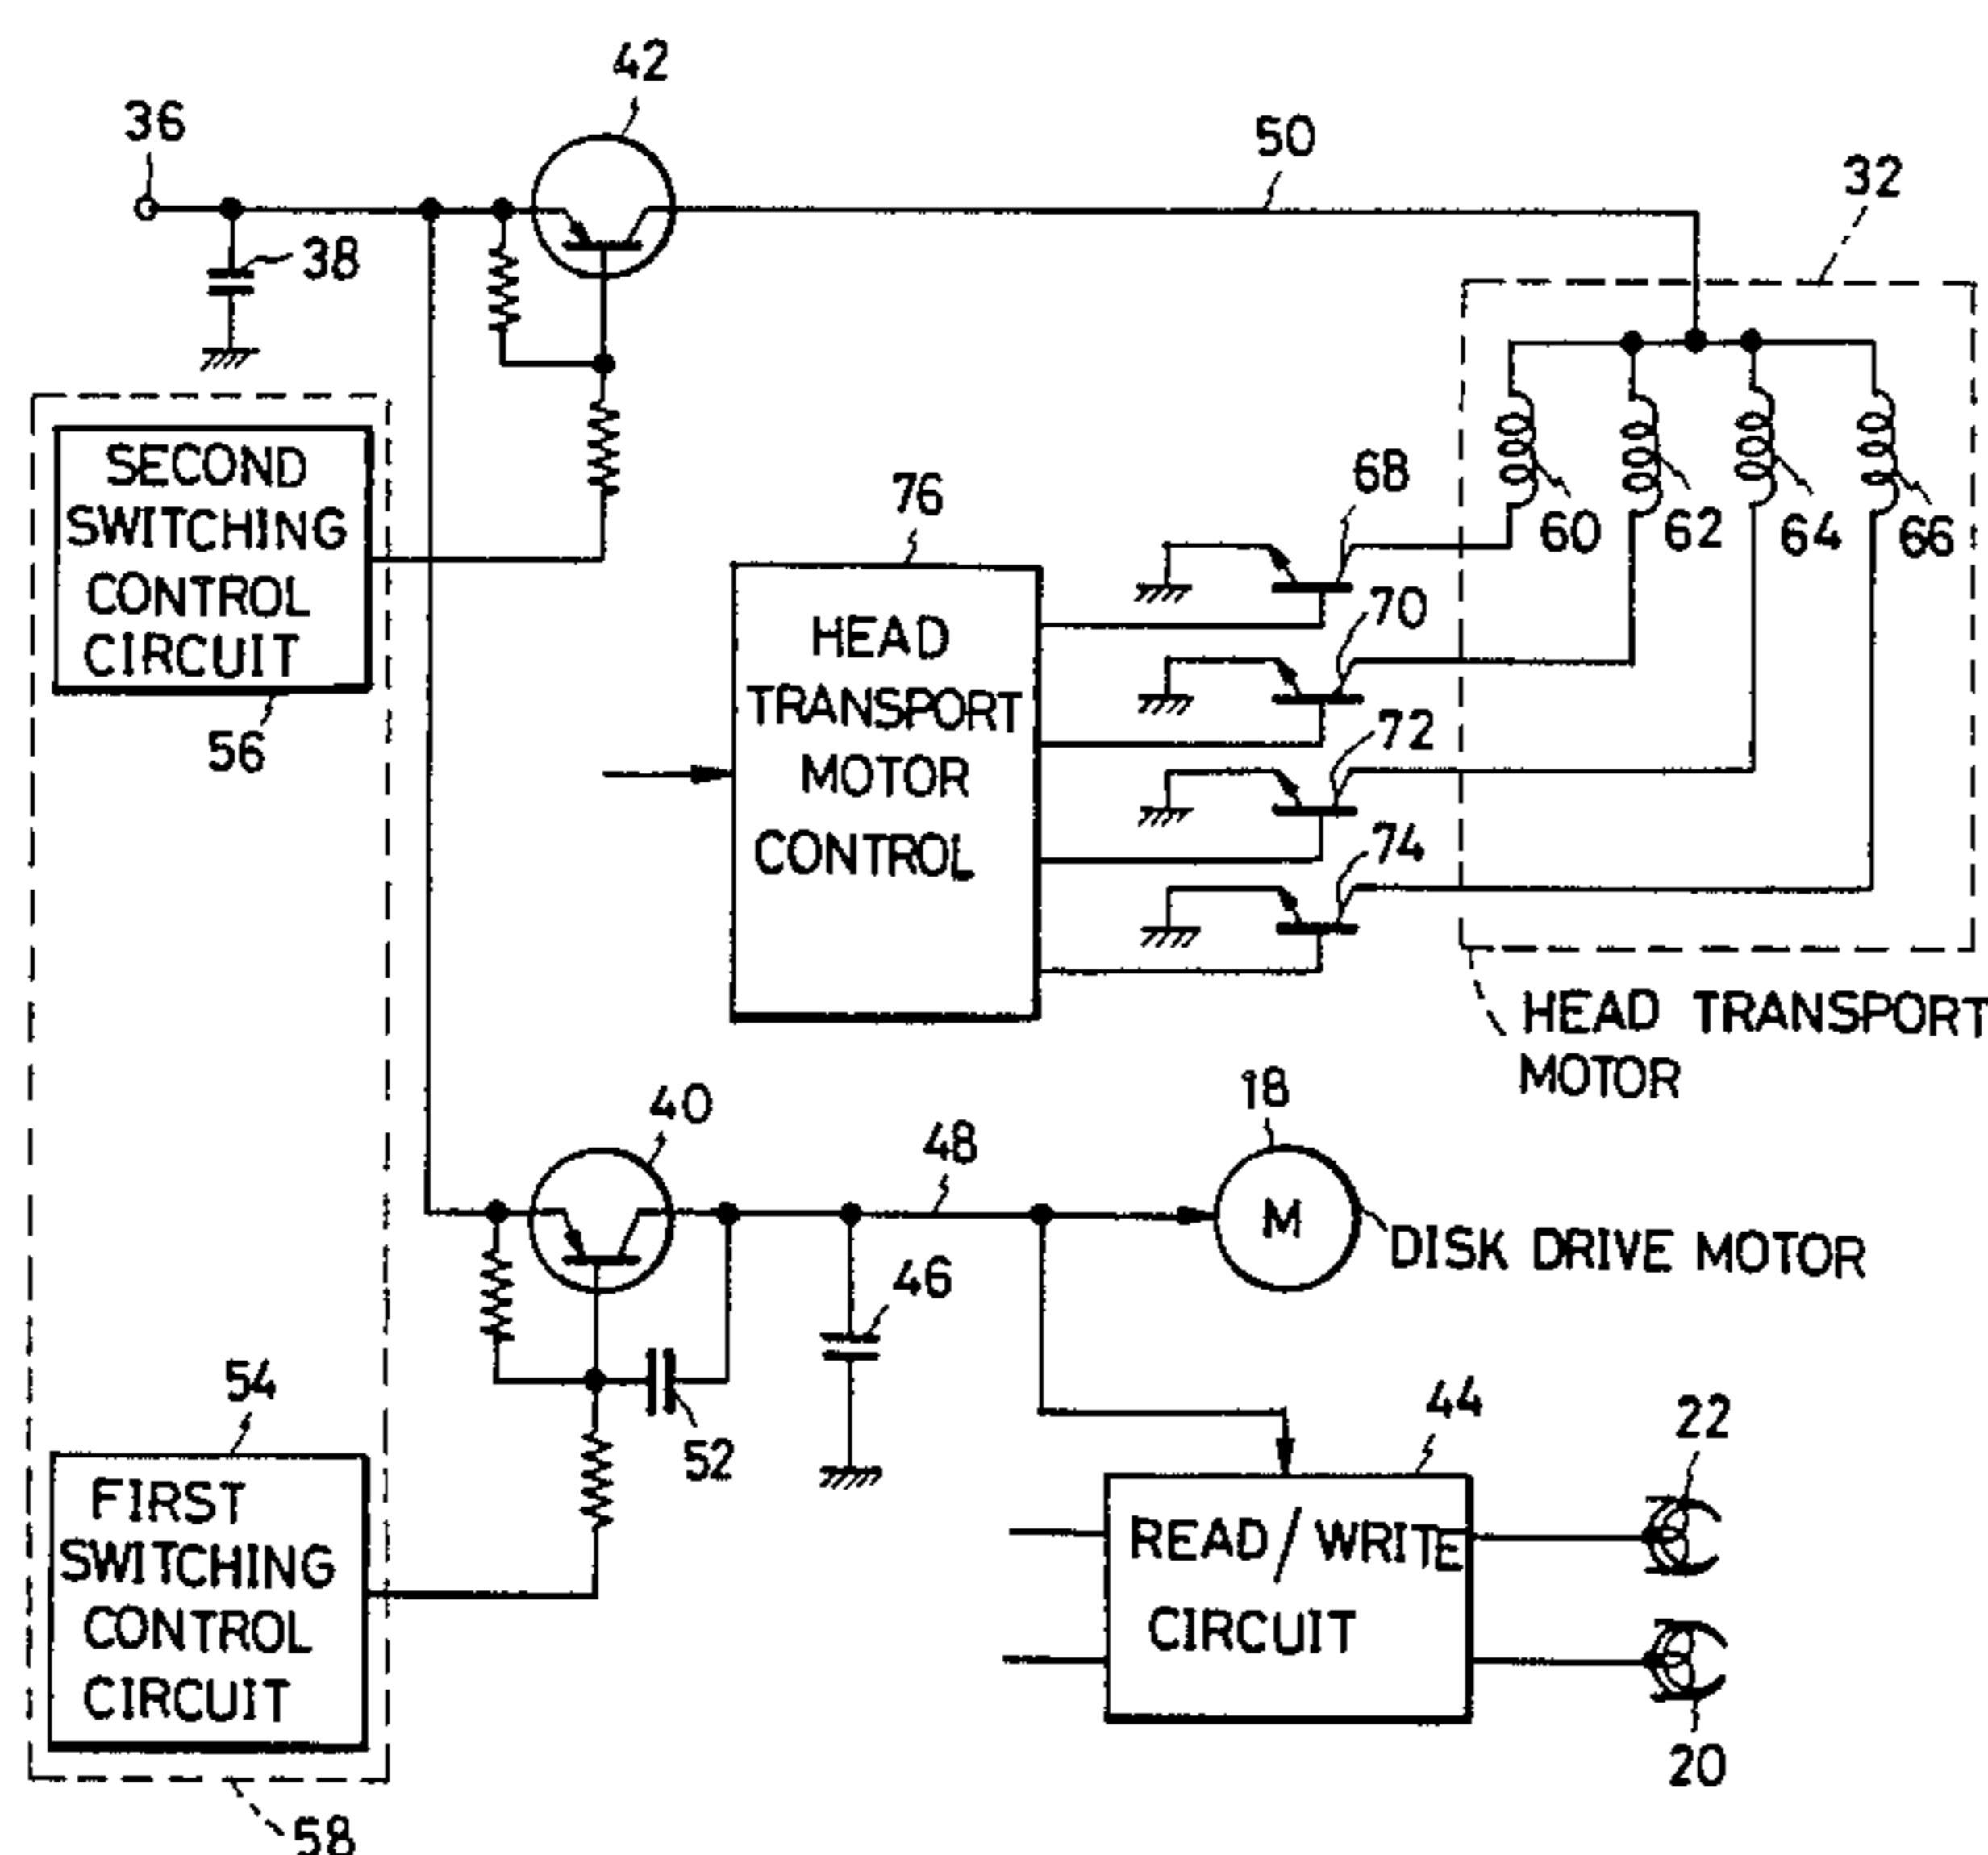 42
36
50
32
38
SECOND
SWITCHING
CONTROL
CIRCUIT
56
76
HEAD
TRANSPORT
MOTOR
CONTROL
68
70
72
74
60
62
64
66
HEAD TRANSPORT
MOTOR
40
48
18
M
DISK DRIVE MOTOR
46
52
54
FIRST
SWITCHING
CONTROL
CIRCUIT
58
44
READ/WRITE
CIRCUIT
22
20